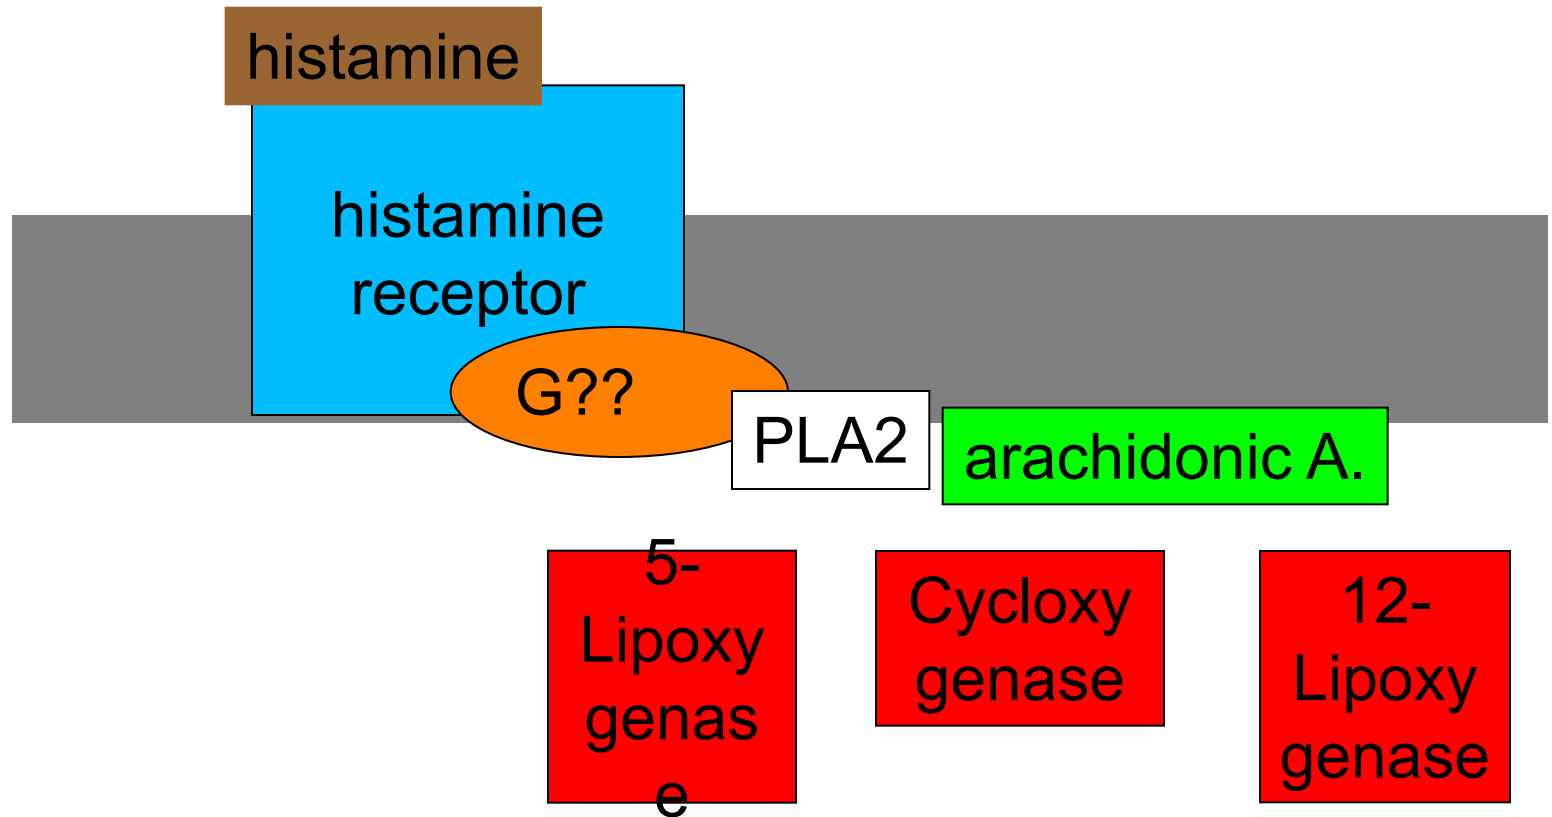 histamine
histamine
receptor
G??
PLA2
arachidonic A.
5-
Lipoxy
genas
e
Cycloxy
genase
12-
Lipoxy
genase